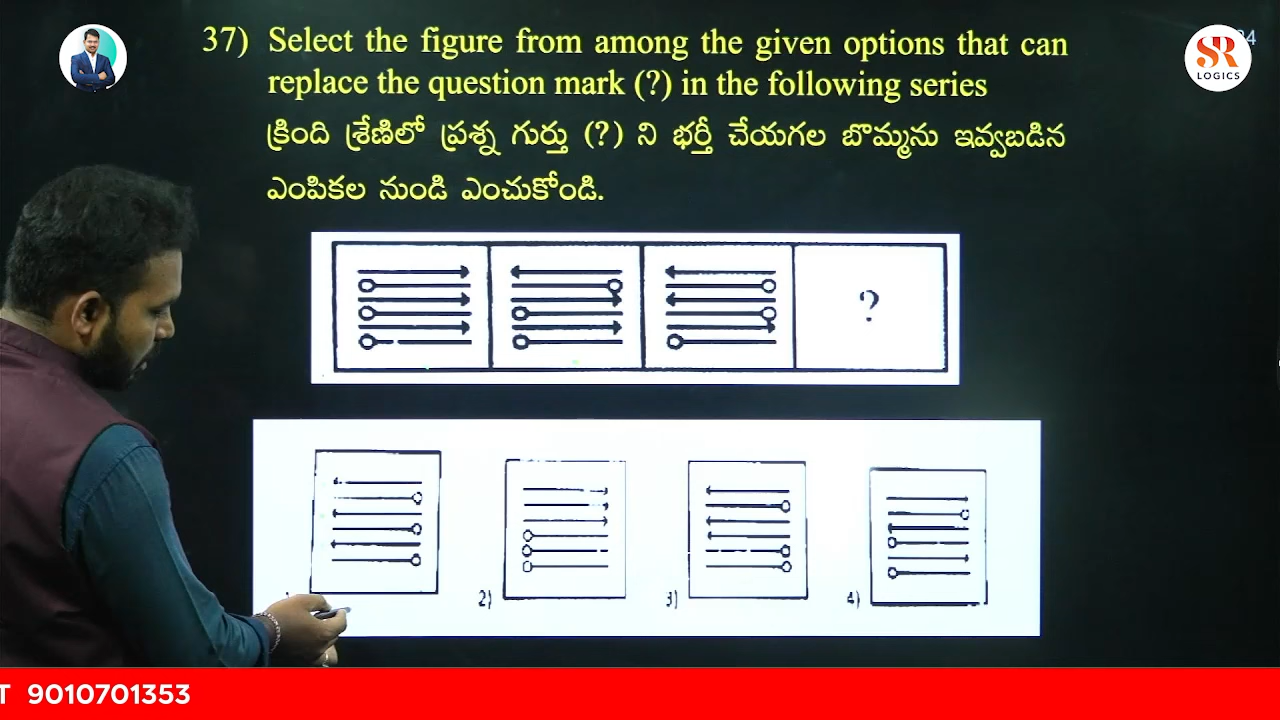 37) Select the figure from among the given options that can
replace the question mark (?) in the following series
క్రింది శ్రేణిలో ప్రశ్న గుర్తు (?) ని భర్తీ చేయగల బొమ్మను ఇవ్వబడిన
ఎంపికల నుండి ఎంచుకోండి.
SR
LOGICS
?
2)
3)
4)
9010701353